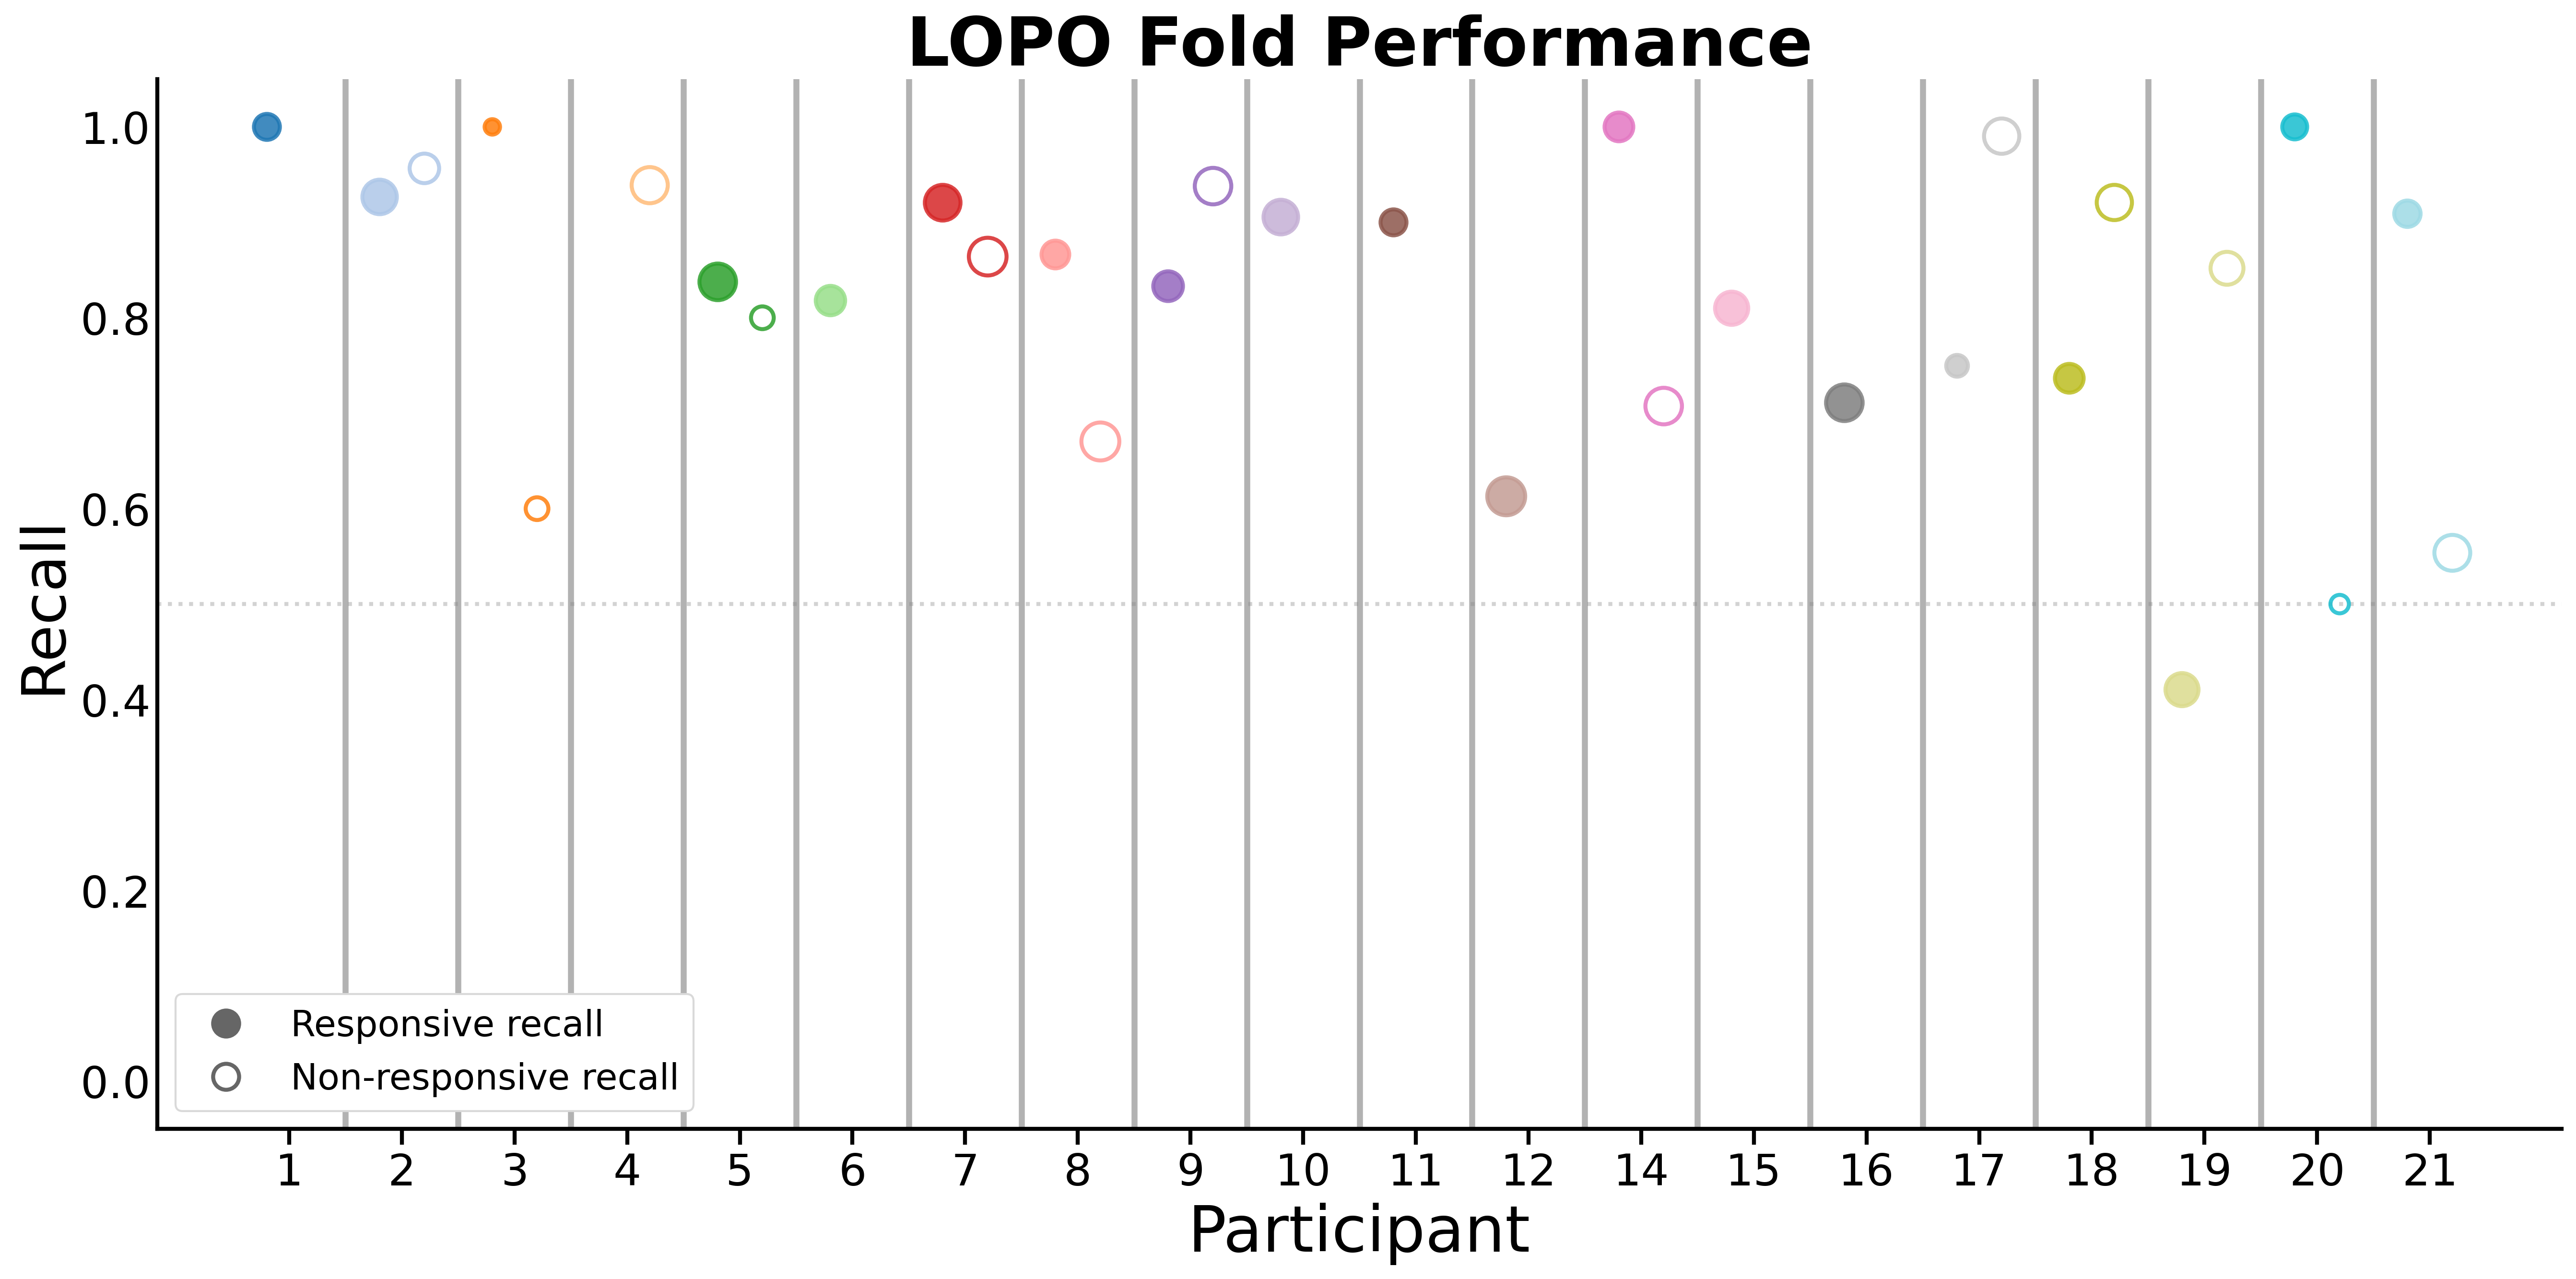 LOPO Fold Performance
Recall
1.0
0.8
0.6
0.4
0.2
0.0
Responsive recall
Non-responsive recall
1 2 3 4 5 6 7 8 9 10 11 12 14 15 16 17 18 19 20 21
Participant